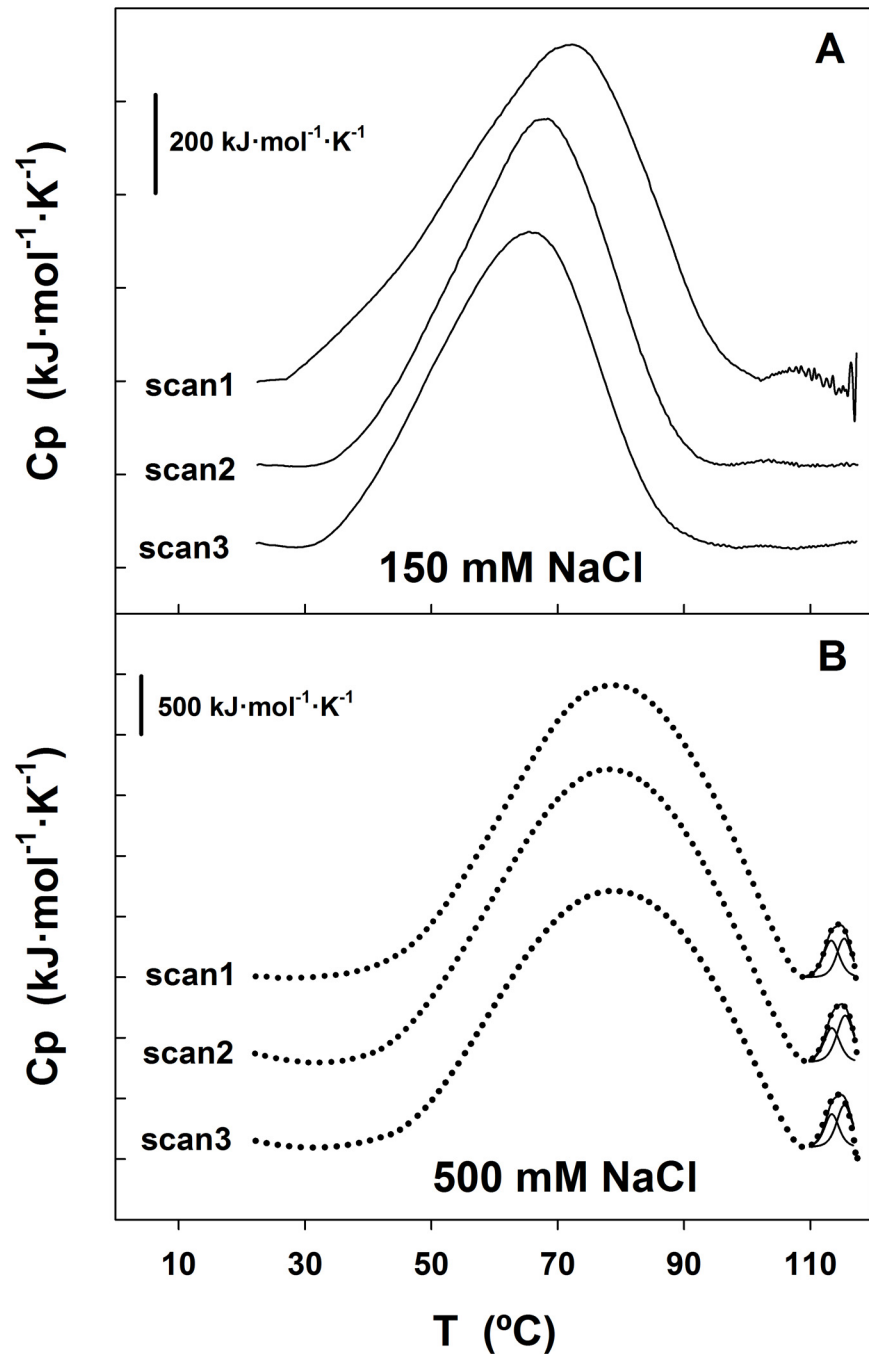 A
200 kJ·mol⁻¹·K⁻¹
Cp (kJ·mol⁻¹·K⁻¹)
scan1
scan2
scan3
150 mM NaCl
B
500 kJ·mol⁻¹·K⁻¹
Cp (kJ·mol⁻¹·K⁻¹)
scan1
scan2
scan3
500 mM NaCl
10 30 50 70 90 110
T (ºC)